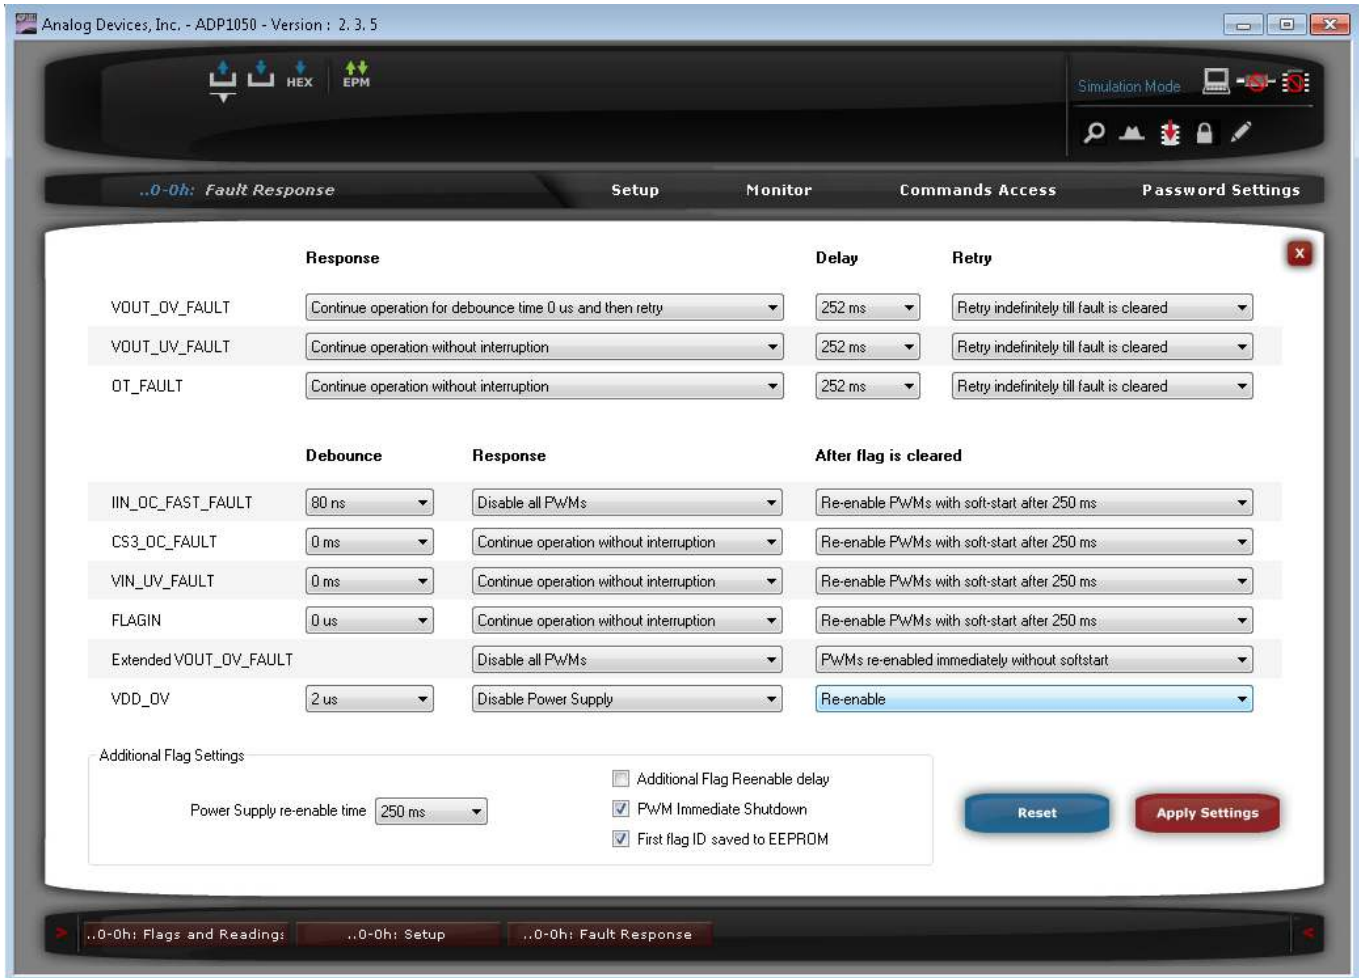 Analog Devices, Inc. - ADP1050 - Version : 2. 3. 5
HEX EPM
Simulation Mode
..0-0h: Fault Response Setup Monitor Commands Access Password Settings
x
Response Delay Retry
VOUT_OV_FAULT Continue operation for debounce time 0 us and then retry 252 ms Retry indefinitely till fault is cleared
VOUT_UV_FAULT Continue operation without interruption 252 ms Retry indefinitely till fault is cleared
OT_FAULT Continue operation without interruption 252 ms Retry indefinitely till fault is cleared
Debounce Response After flag is cleared
IIN_OC_FAST_FAULT 80 ns Disable all PWMs Re-enable PWMs with soft-start after 250 ms
CS3_OC_FAULT 0 ms Continue operation without interruption Re-enable PWMs with soft-start after 250 ms
VIN_UV_FAULT 0 ms Continue operation without interruption Re-enable PWMs with soft-start after 250 ms
FLAGIN 0 us Continue operation without interruption Re-enable PWMs with soft-start after 250 ms
Extended VOUT_OV_FAULT Disable all PWMs PWMs re-enabled immediately without softstart
VDD_OV 2 us Disable Power Supply Re-enable
Additional Flag Settings
Additional Flag Reenable delay
Power Supply re-enable time 250 ms PWM Immediate Shutdown Reset Apply Settings
First flag ID saved to EEPROM
> ..0-0h: Flags and Readings ..0-0h: Setup ..0-0h: Fault Response <